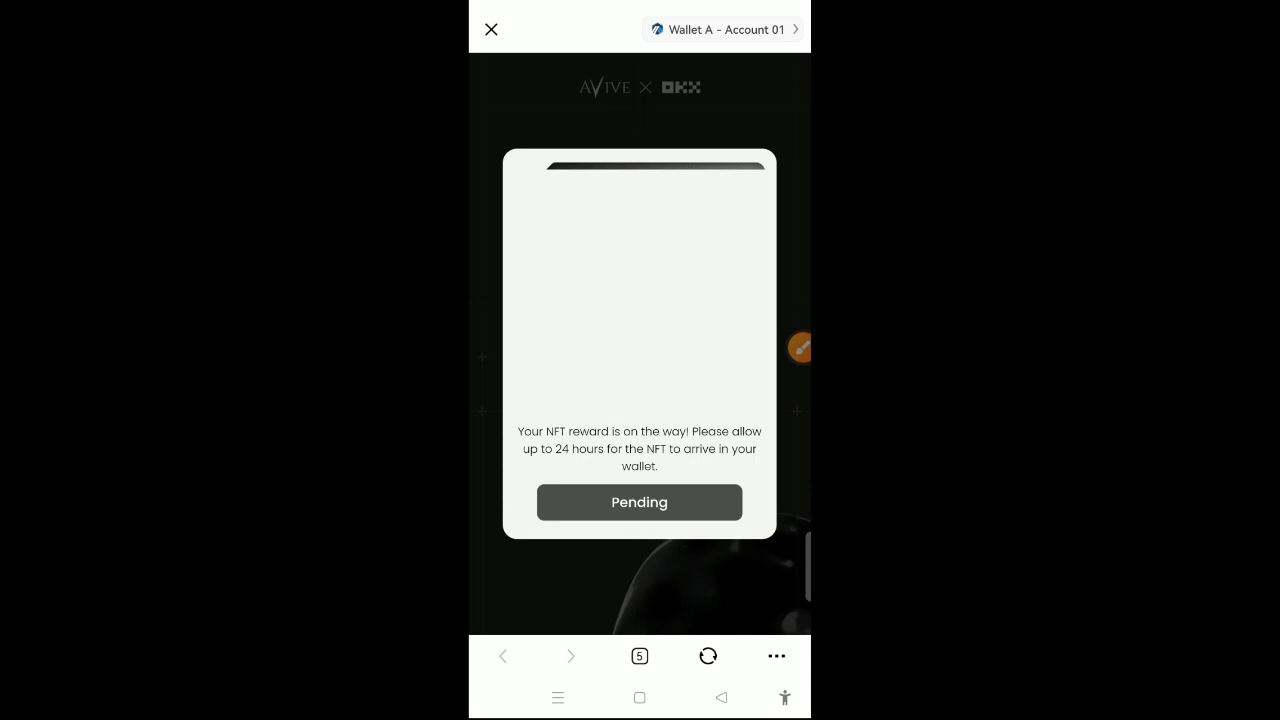 Wallet A - Account 01
AVIVE X OKX
Your NFT reward is on the way! Please allow
up to 24 hours for the NFT to arrive in your
wallet.
Pending
5